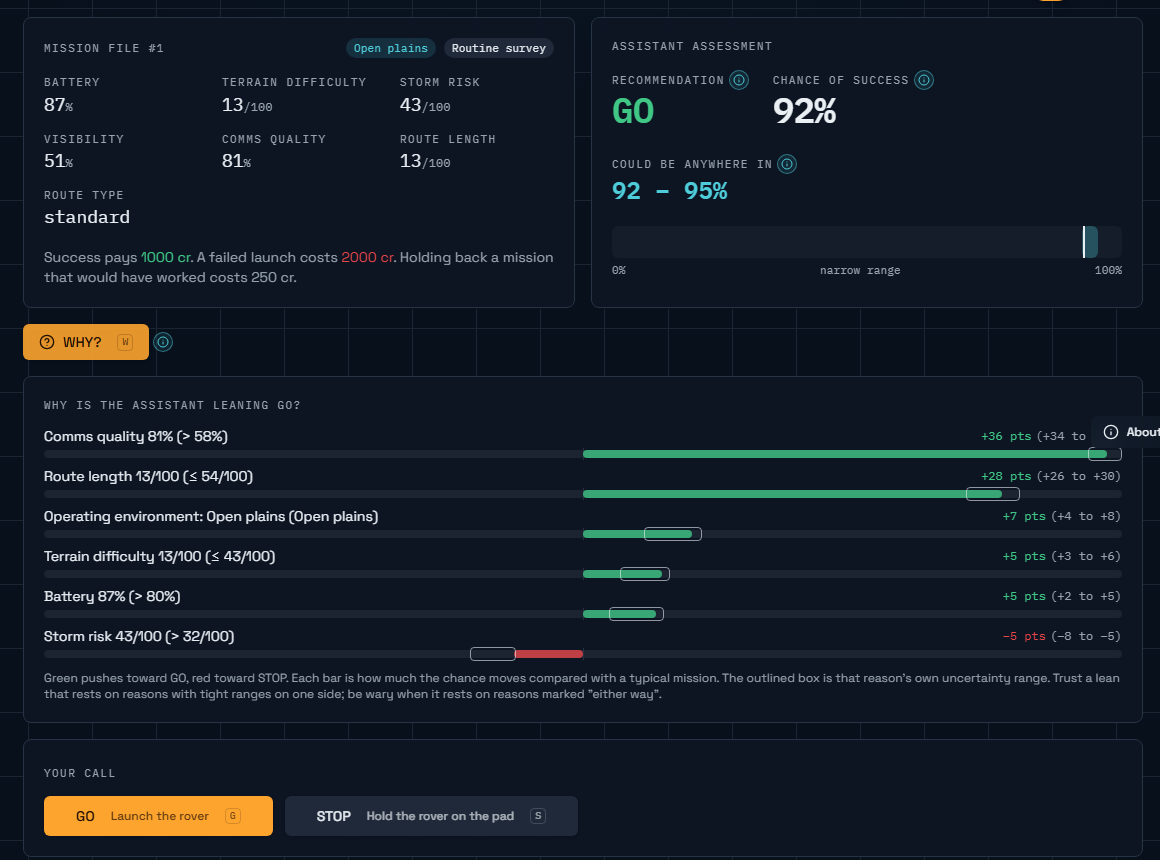 MISSION FILE #1
Open plains
Routine survey
BATTERY
TERRAIN DIFFICULTY
STORM RISK
87%
13/100
43/100
VISIBILITY
COMMS QUALITY
ROUTE LENGTH
51%
81%
13/100
ROUTE TYPE
standard
Success pays 1000 cr. A failed launch costs 2000 cr. Holding back a mission
that would have worked costs 250 cr.
ASSISTANT ASSESSMENT
RECOMMENDATION
CHANCE OF SUCCESS
GO
92%
COULD BE ANYWHERE IN
92 – 95%
0%
narrow range
100%
WHY? W
WHY IS THE ASSISTANT LEANING GO?
Comms quality 81% (> 58%)
+36 pts (+34 to
About
Route length 13/100 (≤ 54/100)
+28 pts (+26 to +30)
Operating environment: Open plains (Open plains)
+7 pts (+4 to +8)
Terrain difficulty 13/100 (≤ 43/100)
+5 pts (+3 to +6)
Battery 87% (> 80%)
+5 pts (+2 to +5)
Storm risk 43/100 (> 32/100)
−5 pts (−8 to −5)
Green pushes toward GO, red toward STOP. Each bar is how much the chance moves compared with a typical mission. The outlined box is that reason's own uncertainty range. Trust a lean
that rests on reasons with tight ranges on one side; be wary when it rests on reasons marked "either way".
YOUR CALL
GO Launch the rover G
STOP Hold the rover on the pad S